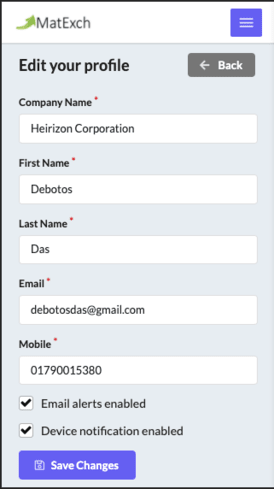 MatExch
Edit your profile
Back
Company Name *
Heirizon Corporation
First Name *
Debotos
Last Name *
Das
Email *
debotosdas@gmail.com
Mobile *
01790015380
Email alerts enabled
Device notification enabled
Save Changes